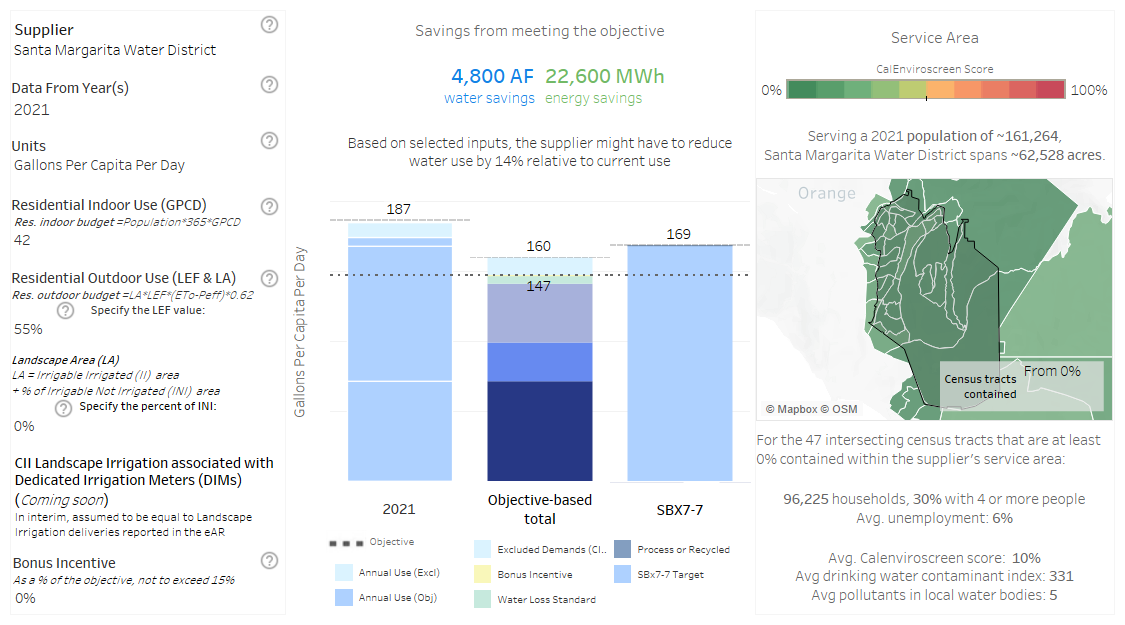 Supplier
Santa Margarita Water District
Data From Year(s)
2021
Units
Gallons Per Capita Per Day
Residential Indoor Use (GPCD)
Res. indoor budget =Population*365*GPCD
42
Residential Outdoor Use (LEF & LA)
Res. outdoor budget =LA*LEF*(ETo-Peff)*0.62
Specify the LEF value:
55%
Landscape Area (LA)
LA = Irrigable Irrigated (II) area
+ % of Irrigable Not Irrigated (INI) area
Specify the percent of INI:
0%
CII Landscape Irrigation associated with
Dedicated Irrigation Meters (DIMs)
(Coming soon)
In interim, assumed to be equal to Landscape
Irrigation deliveries reported in the eAR
Bonus Incentive
As a % of the objective, not to exceed 15%
0%
Savings from meeting the objective
4,800 AF 22,600 MWh
water savings energy savings
Based on selected inputs, the supplier might have to reduce
water use by 14% relative to current use
Gallons Per Capita Per Day
187
160
147
169
2021
Objective-based
total
SBX7-7
Objective
Annual Use (Excl)
Annual Use (Obj)
Excluded Demands (CI..
Bonus Incentive
Water Loss Standard
Process or Recycled
SBx7-7 Target
Service Area
CalEnviroscreen Score
0% 100%
Serving a 2021 population of ~161,264,
Santa Margarita Water District spans ~62,528 acres.
Orange
Census tracts
contained
From 0%
© Mapbox © OSM
For the 47 intersecting census tracts that are at least
0% contained within the supplier's service area:
96,225 households, 30% with 4 or more people
Avg. unemployment: 6%
Avg. Calenviroscreen score: 10%
Avg drinking water contaminant index: 331
Avg pollutants in local water bodies: 5